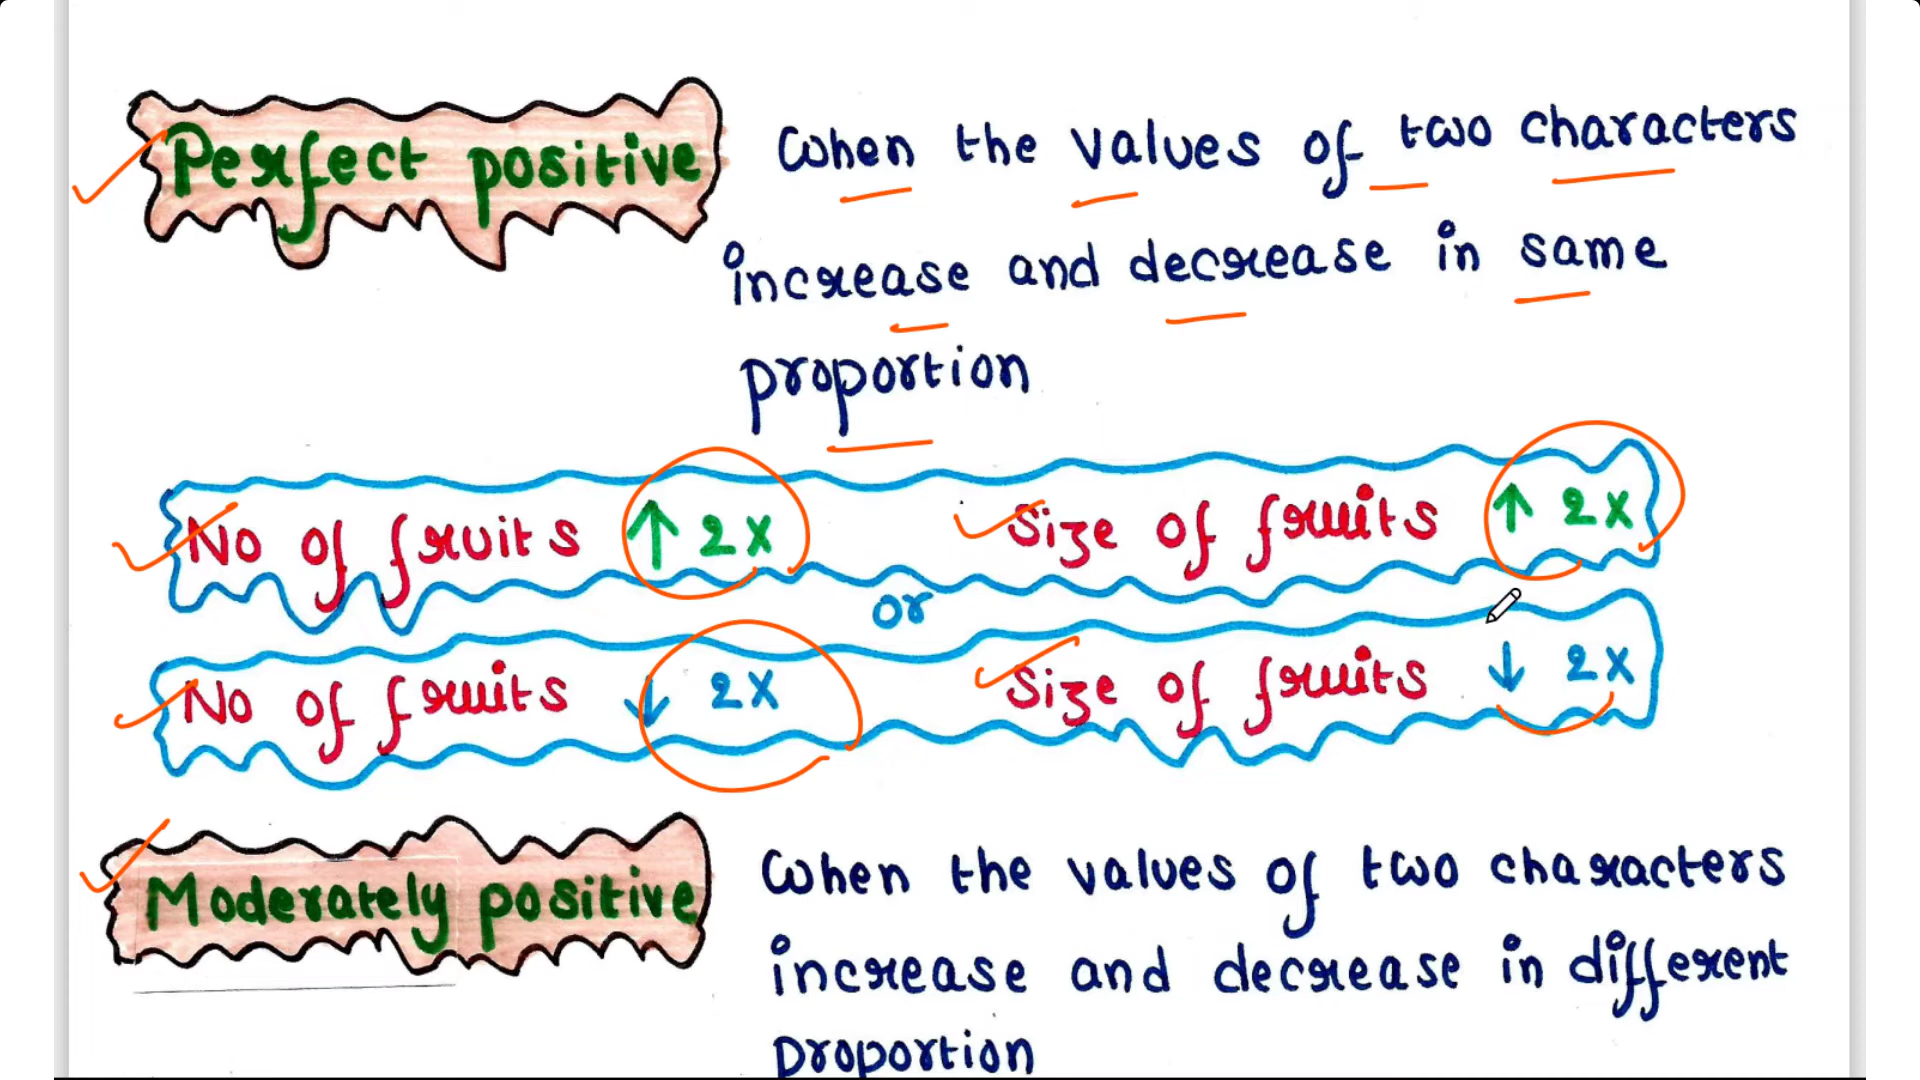 Perfect positive
When the values of two characters
increase and decrease in same
proportion
No of fruits ↑ 2X Size of fruits ↑ 2X
or
No of fruits ↓ 2X Size of fruits ↓ 2X
Moderately positive
When the values of two characters
increase and decrease in different
proportion